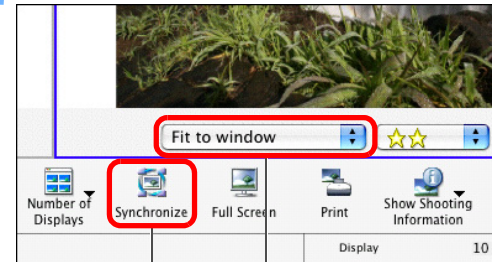 Fit to window
Number of
Displays
Synchronize
Full Screen
Print
Show Shooting
Information
Display 10